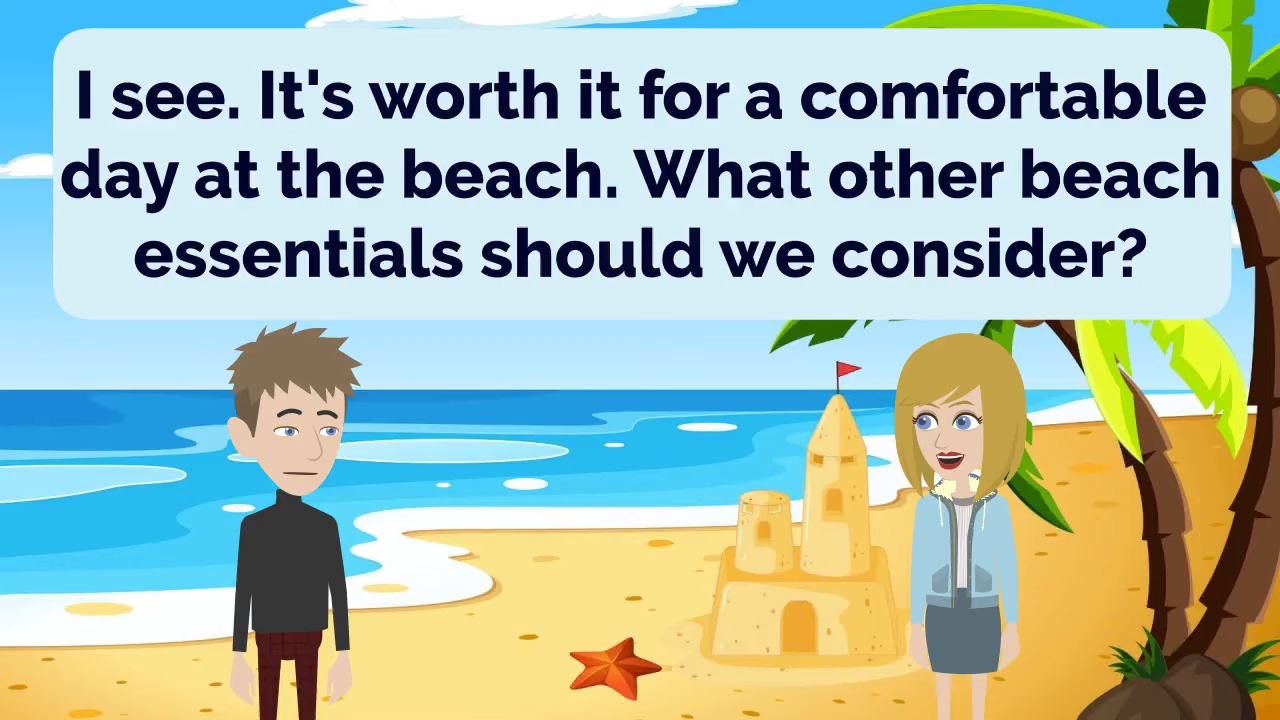 I see. It's worth it for a comfortable
day at the beach. What other beach
essentials should we consider?